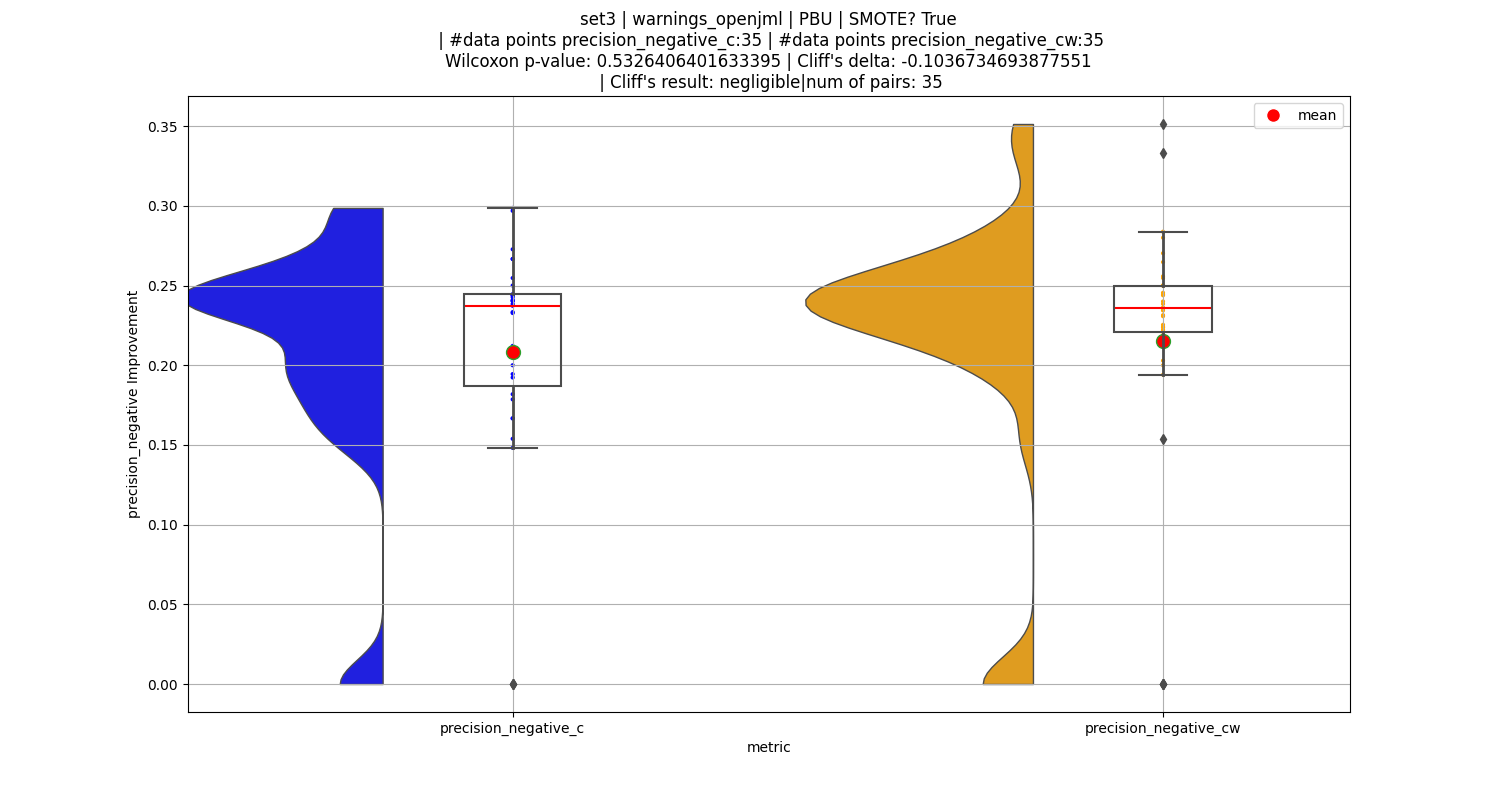 set3 | warnings_openjml | PBU | SMOTE? True
| #data points precision_negative_c:35 | #data points precision_negative_cw:35
Wilcoxon p-value: 0.5326406401633395 | Cliff's delta: -0.1036734693877551
| Cliff's result: negligible|num of pairs: 35
mean
precision_negative Improvement
0.35
0.30
0.25
0.20
0.15
0.10
0.05
0.00
precision_negative_c
precision_negative_cw
metric